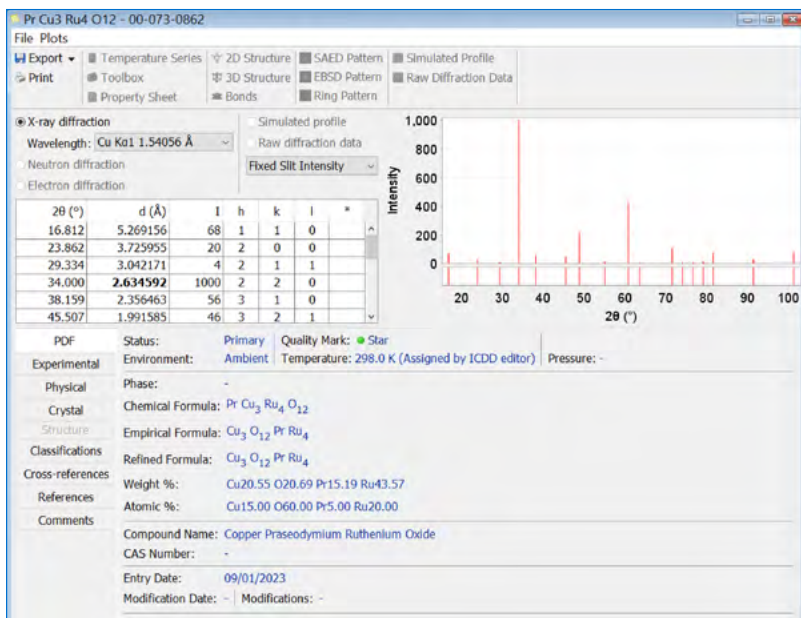 Pr Cu3 Ru4 O12 - 00-073-0862
File Plots
Export
Print
Temperature Series
Toolbox
Property Sheet
2D Structure
3D Structure
Bonds
SAED Pattern
EBSD Pattern
Ring Pattern
Simulated Profile
Raw Diffraction Data
X-ray diffraction
Wavelength: Cu Kα1 1.54056 Å
Neutron diffraction
Electron diffraction
Simulated profile
Raw diffraction data
Fixed Slit Intensity
2θ (°) d (Å) I h k l *
16.812 5.269156 68 1 1 0
23.862 3.725955 20 2 0 0
29.334 3.042171 4 2 1 1
34.000 2.634592 1000 2 2 0
38.159 2.356463 56 3 1 0
45.507 1.991585 46 3 2 1
Intensity
1,000
800
600
400
200
0
20 30 40 50 60 70 80 90 100
2θ (°)
PDF
Experimental
Physical
Crystal
Structure
Classifications
Cross-references
References
Comments
Status: Primary Quality Mark: Star
Environment: Ambient Temperature: 298.0 K (Assigned by ICDD editor) Pressure: -
Phase: -
Chemical Formula: Pr Cu3 Ru4 O12
Empirical Formula: Cu3 O12 Pr Ru4
Refined Formula: Cu3 O12 Pr Ru4
Weight %: Cu20.55 O20.69 Pr15.19 Ru43.57
Atomic %: Cu15.00 O60.00 Pr5.00 Ru20.00
Compound Name: Copper Praseodymium Ruthenium Oxide
CAS Number: -
Entry Date: 09/01/2023
Modification Date: - Modifications: -